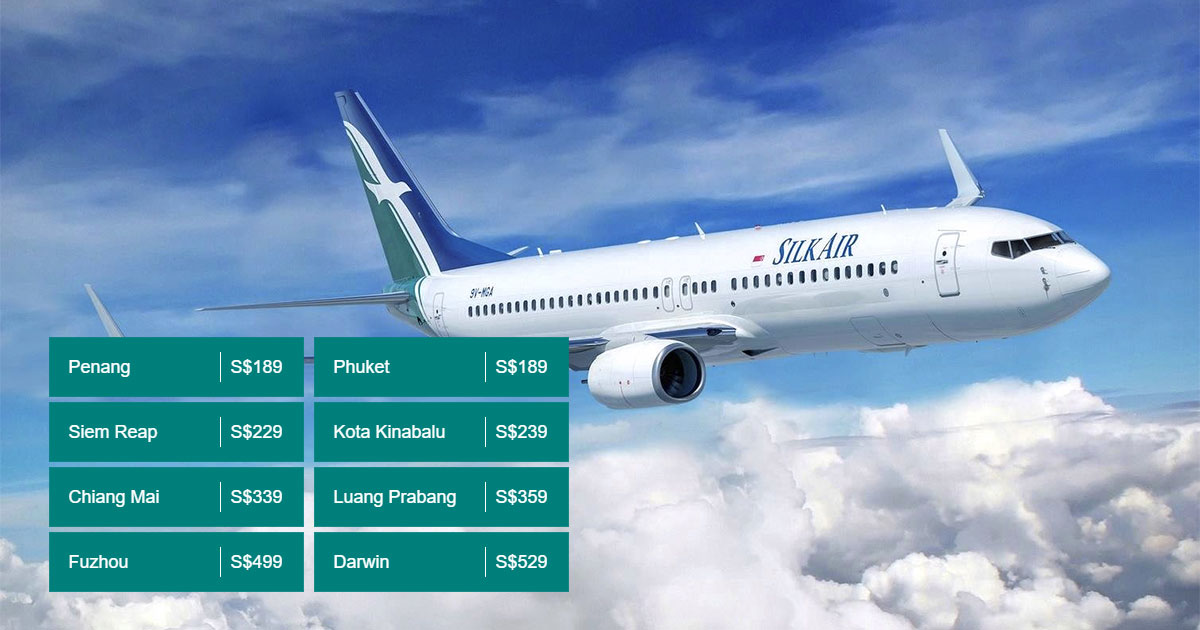 SILKAIR
9V-MGA
Penang S$189
Phuket S$189
Siem Reap S$229
Kota Kinabalu S$239
Chiang Mai S$339
Luang Prabang S$359
Fuzhou S$499
Darwin S$529